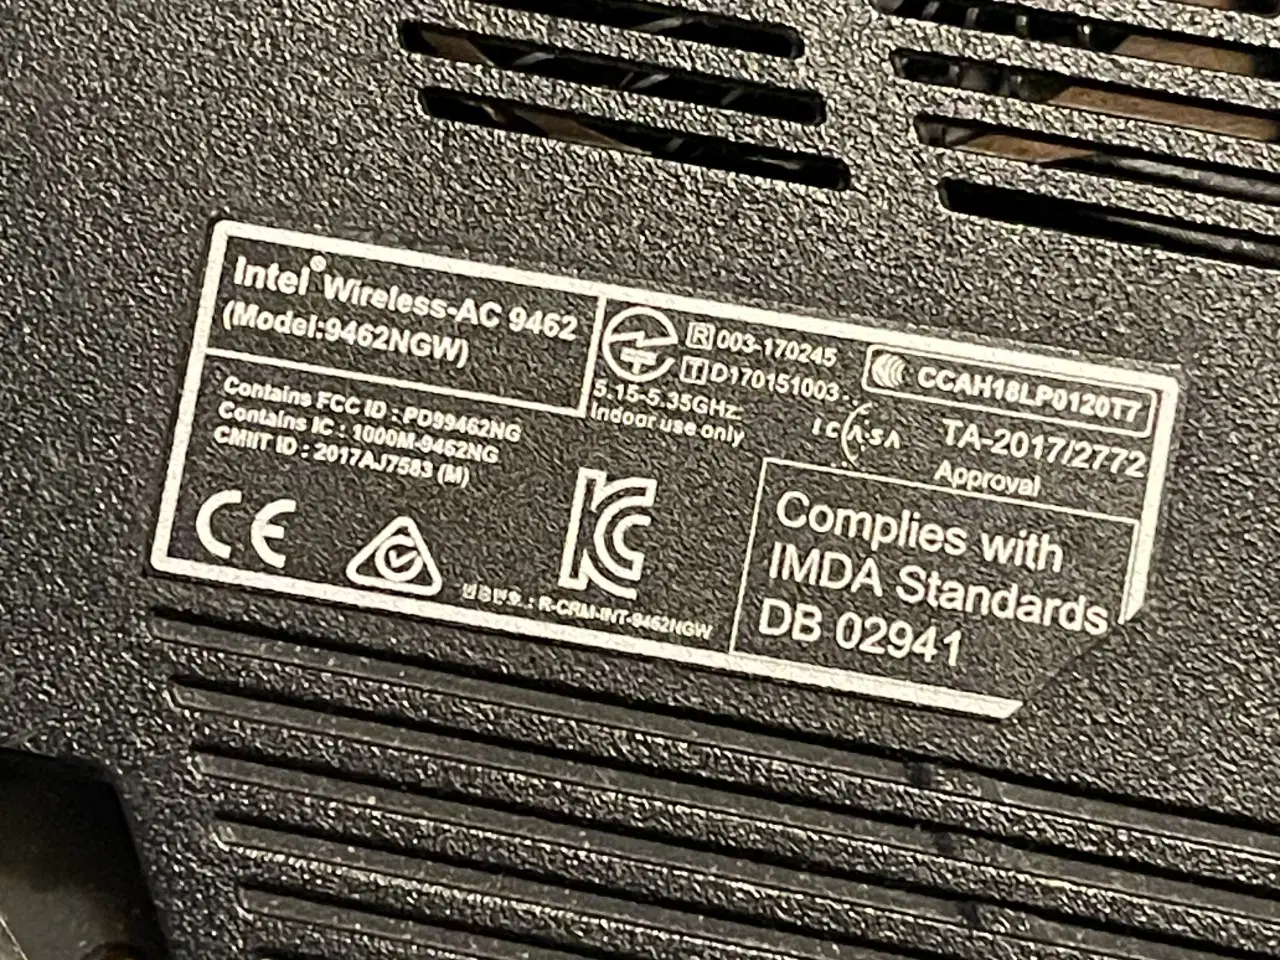 Intel® Wireless-AC 9462
(Model:9462NGW)
Contains FCC ID : PD99462NG
Contains IC : 1000M-9462NG
CMIIT ID : 2017AJ7583 (M)
R 003-170245
T D170151003
5.15-5.35GHz:
Indoor use only
CCAH18LP0120T7
ICASA
TA-2017/2772
Approval
CE
KC
: R-CRM-INT-9462NGW
Complies with
IMDA Standards
DB 02941